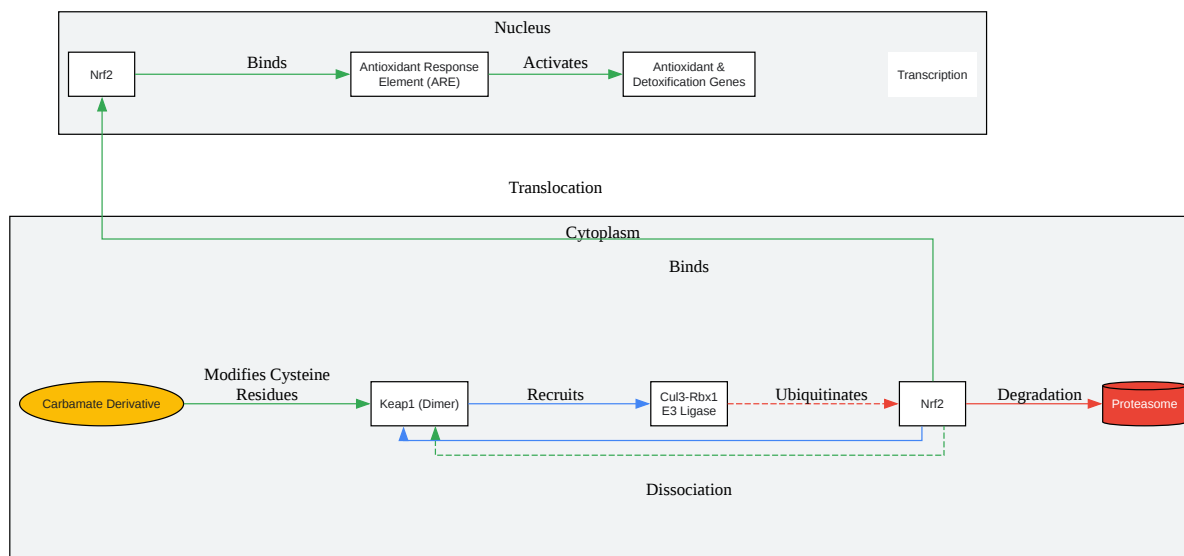 Nucleus
Nrf2
Binds
Antioxidant Response
Element (ARE)
Activates
Antioxidant &
Detoxification Genes
Transcription
Translocation
Cytoplasm
Binds
Carbamate Derivative
Modifies Cysteine
Residues
Keap1 (Dimer)
Recruits
Cul3-Rbx1
E3 Ligase
Ubiquitinates
Nrf2
Degradation
Proteasome
Dissociation